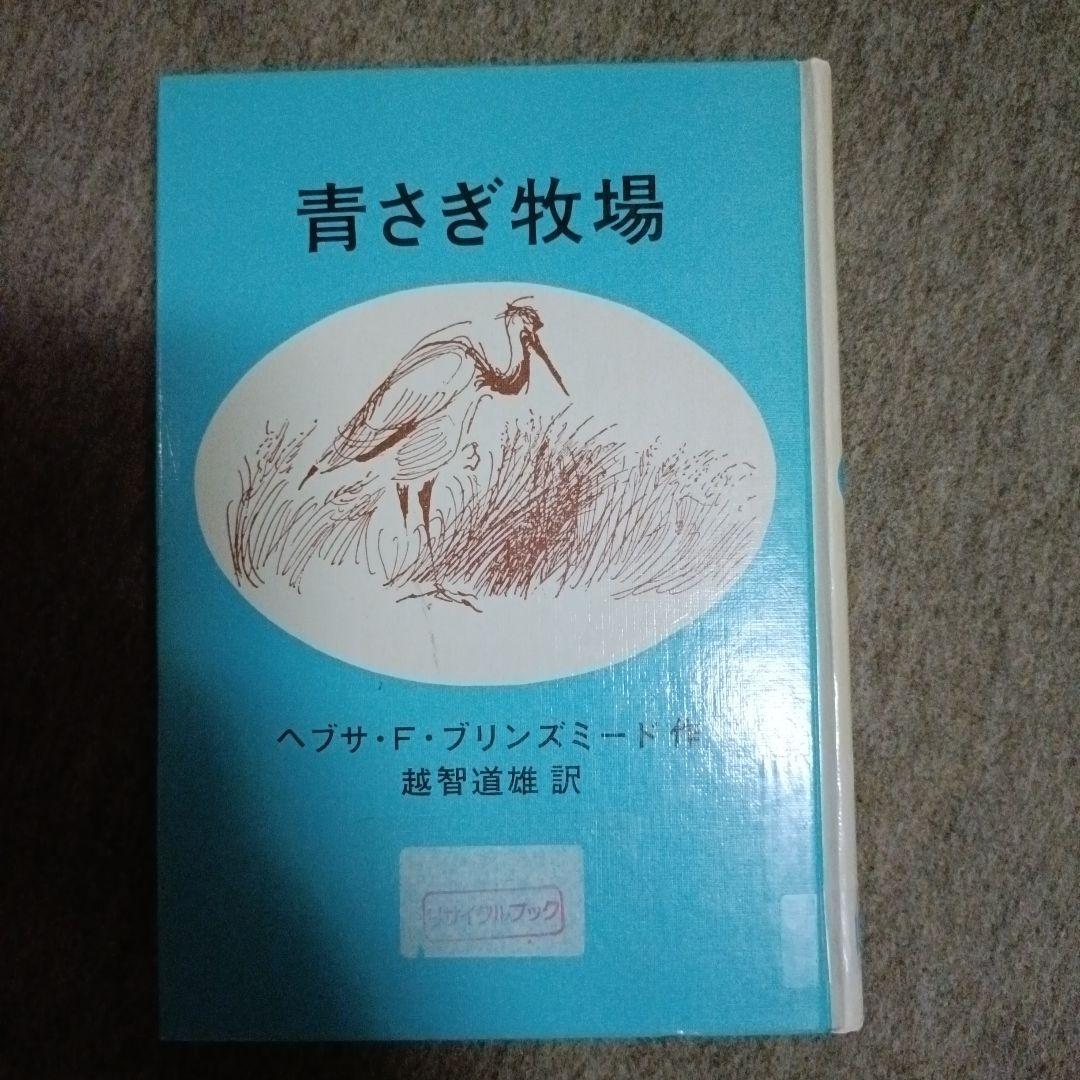 青さぎ牧場
ヘブサ・F・ブリンズミード 作
越智道雄 訳
リサイクルブック